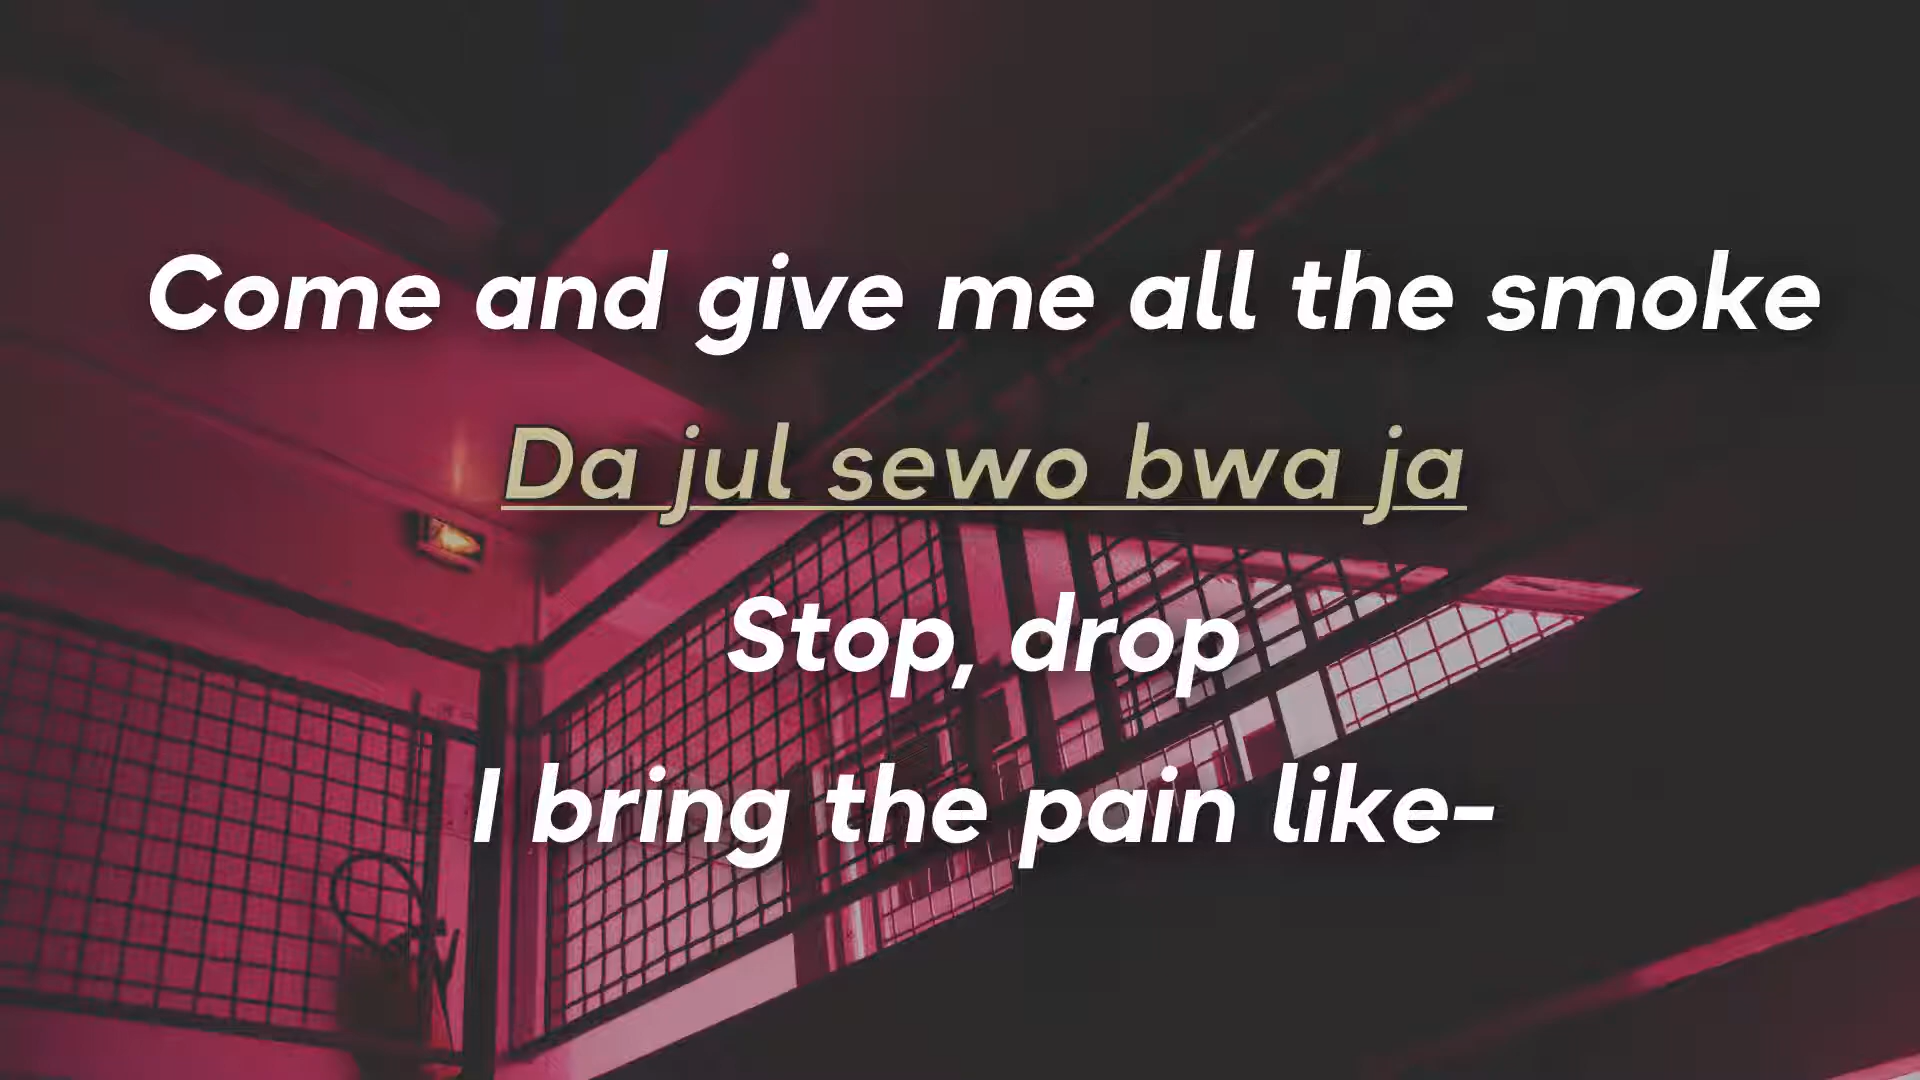 Come and give me all the smoke
Da jul sewo bwa ja
Stop, drop
I bring the pain like-